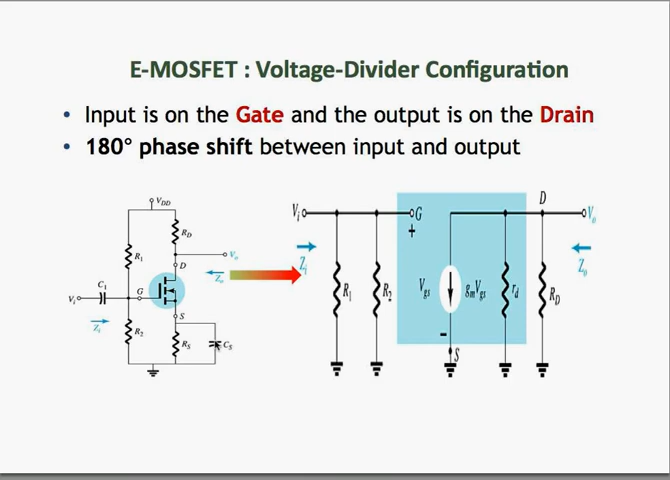 E-MOSFET : Voltage-Divider Configuration
• Input is on the Gate and the output is on the Drain
• 180° phase shift between input and output
VDD
RD
R1
Vo
D
C1
G
Zo
Vi
S
Zi
R2
RS
CS
Vi
G
D
Vo
+
Zi
Zo
R1
R2
Vgs
gmVgs
rd
RD
-
S